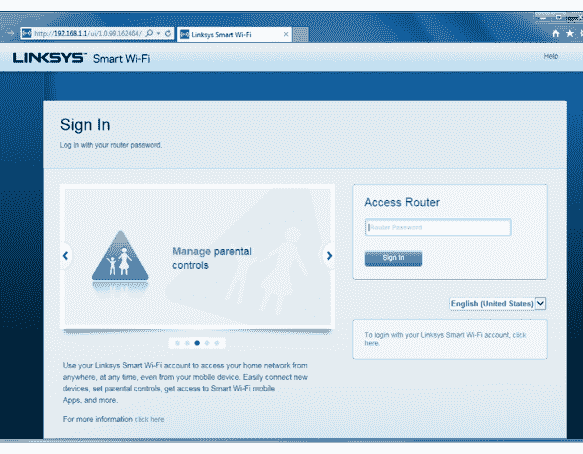 http://192.168.1.1/ui/1.0.99.162464/
Linksys Smart Wi-Fi
LINKSYS™ Smart Wi-Fi
Help
Sign In
Log in with your router password.
Manage parental
controls
Access Router
Router Password
Sign In
English (United States)
To login with your Linksys Smart Wi-Fi account, click
here.
Use your Linksys Smart Wi-Fi account to access your home network from
anywhere, at any time, even from your mobile device. Easily connect new
devices, set parental controls, get access to Smart Wi-Fi mobile
Apps, and more.
For more information click here